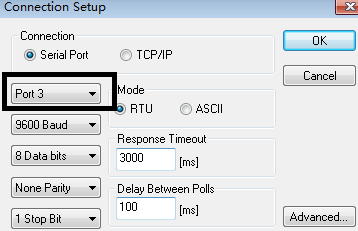 Connection Setup
Connection
Serial Port
TCP/IP
OK
Cancel
Port 3
Mode
RTU
ASCII
9600 Baud
Response Timeout
8 Data bits
3000 [ms]
None Parity
Delay Between Polls
100 [ms]
1 Stop Bit
Advanced...